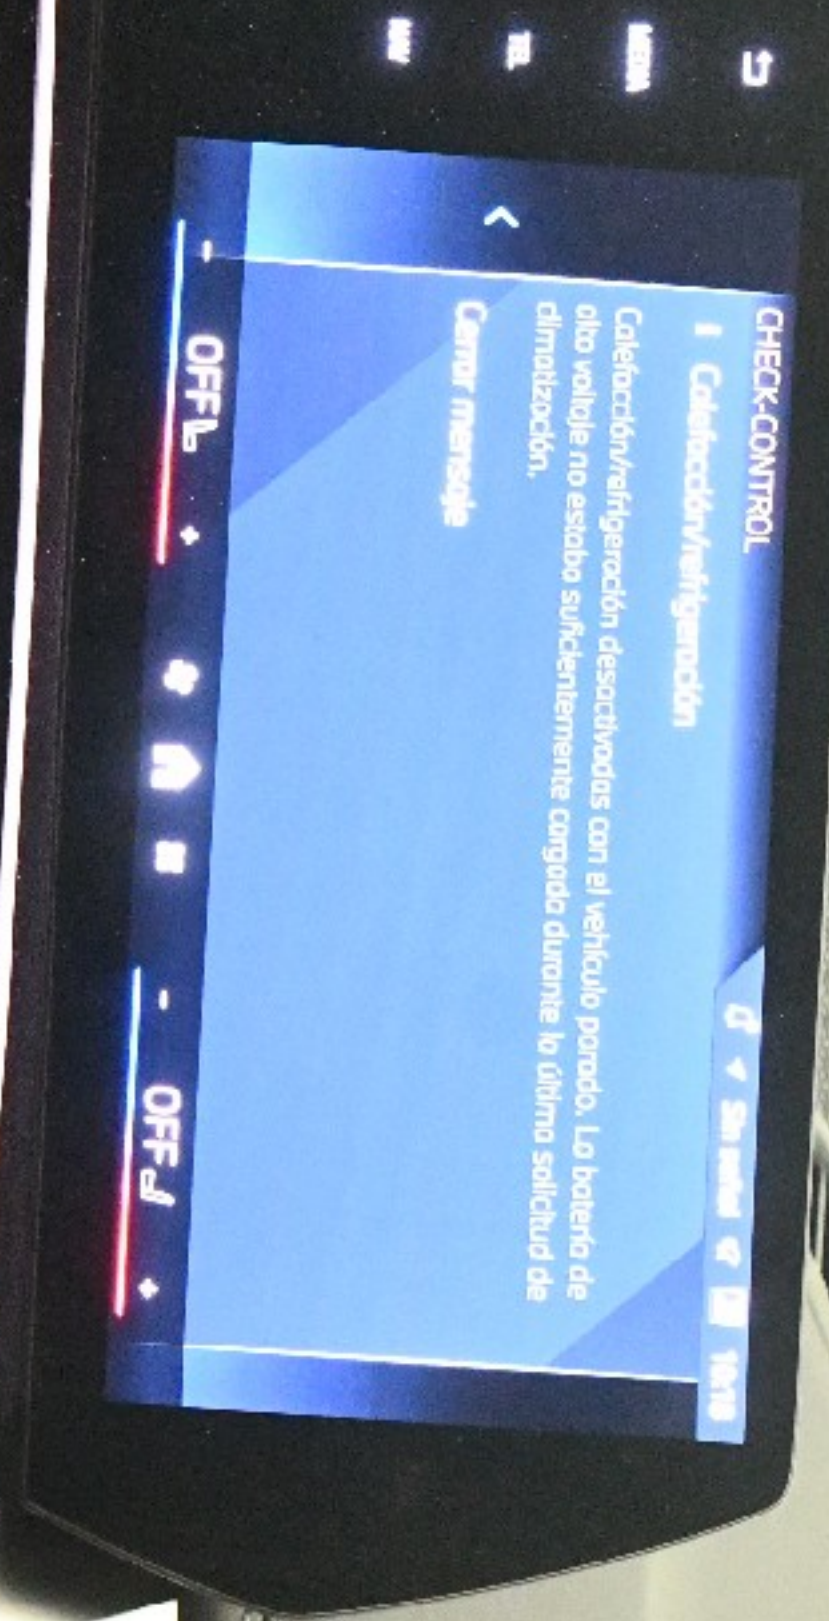 MEDIA
TEL
NAV
CHECK-CONTROL
Sin señal
Calefacción/refrigeración
Calefacción/refrigeración desactivadas con el vehículo parado. La batería de
alto voltaje no estaba suficientemente cargada durante la última solicitud de
climatización.
Cerrar mensaje
- OFF + - OFF +